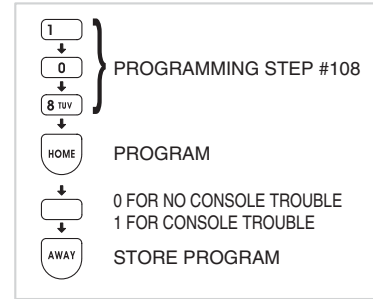 1
0
PROGRAMMING STEP #108
8 TUV
HOME PROGRAM
0 FOR NO CONSOLE TROUBLE
1 FOR CONSOLE TROUBLE
AWAY STORE PROGRAM